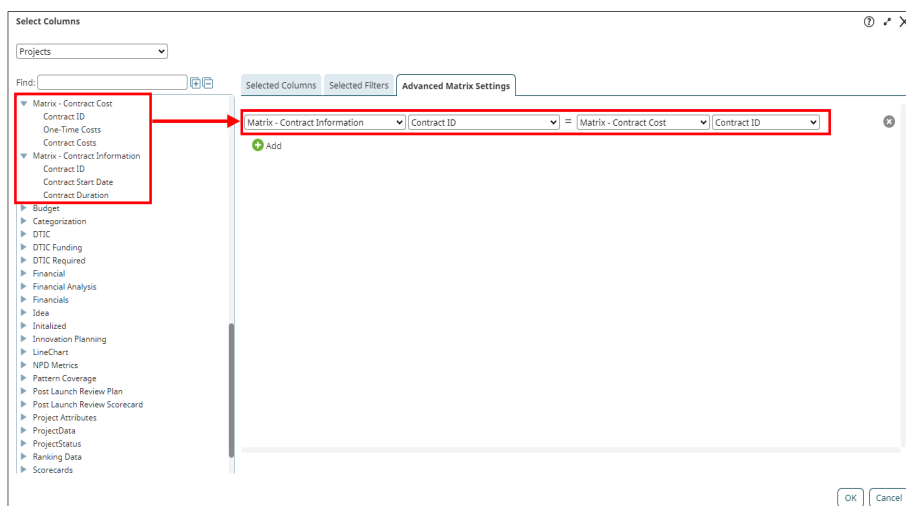 Select Columns
Projects
Find:
Matrix - Contract Cost
Contract ID
One-Time Costs
Contract Costs
Matrix - Contract Information
Contract ID
Contract Start Date
Contract Duration
Budget
Categorization
DTIC
DTIC Funding
DTIC Required
Financial
Financial Analysis
Financials
Idea
Initalized
Innovation Planning
LineChart
NPD Metrics
Pattern Coverage
Post Launch Review Plan
Post Launch Review Scorecard
Project Attributes
ProjectData
ProjectStatus
Ranking Data
Scorecards
Selected Columns Selected Filters Advanced Matrix Settings
Matrix - Contract Information Contract ID = Matrix - Contract Cost Contract ID
Add
OK Cancel